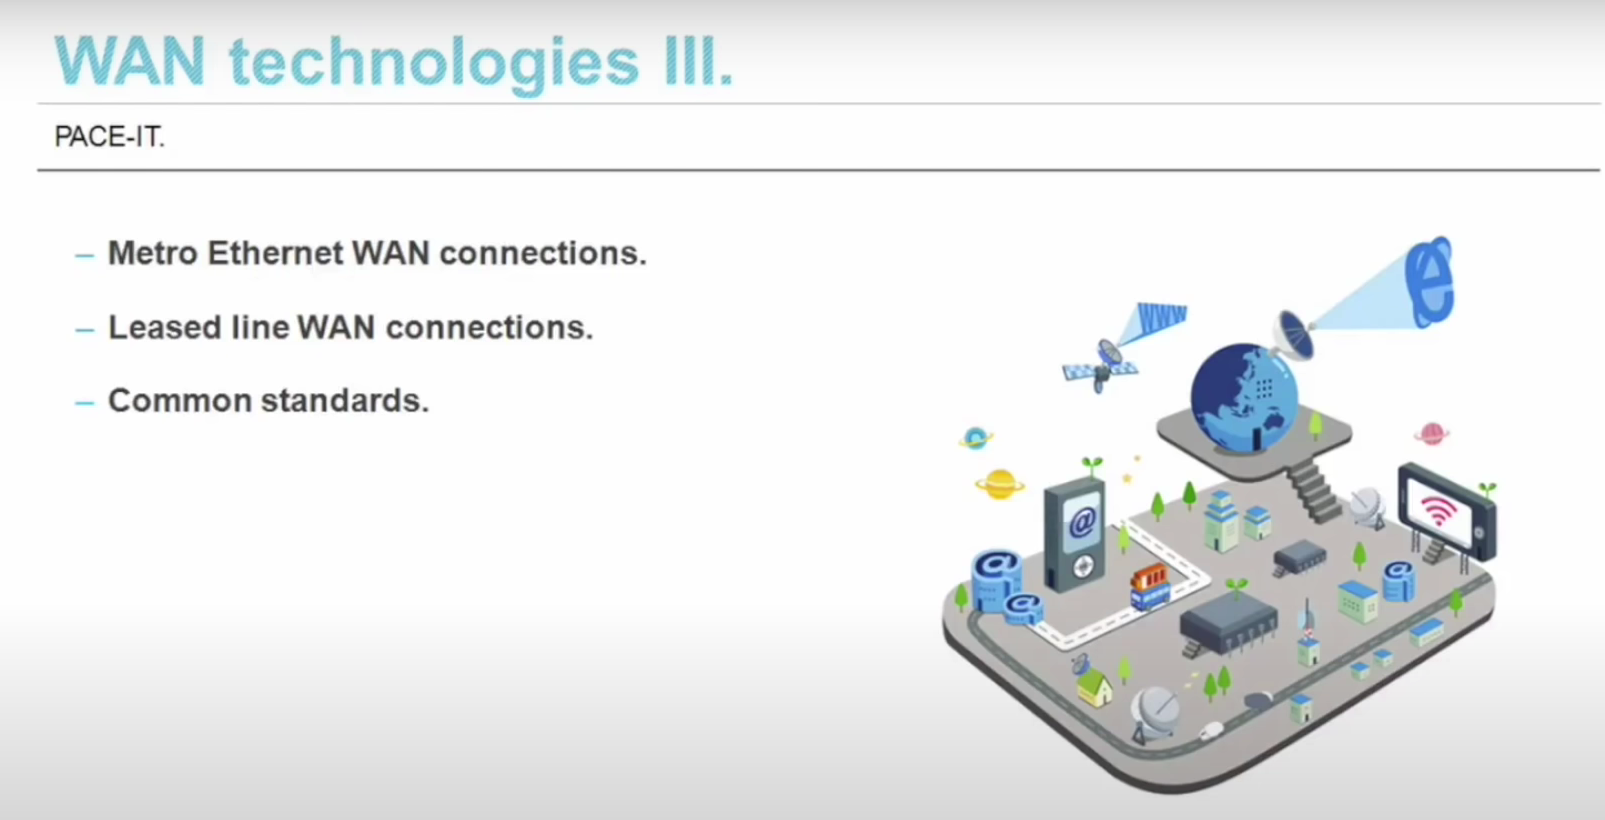 WAN technologies III.
PACE-IT.
– Metro Ethernet WAN connections.
– Leased line WAN connections.
– Common standards.
WWW
e
@
@
@
@